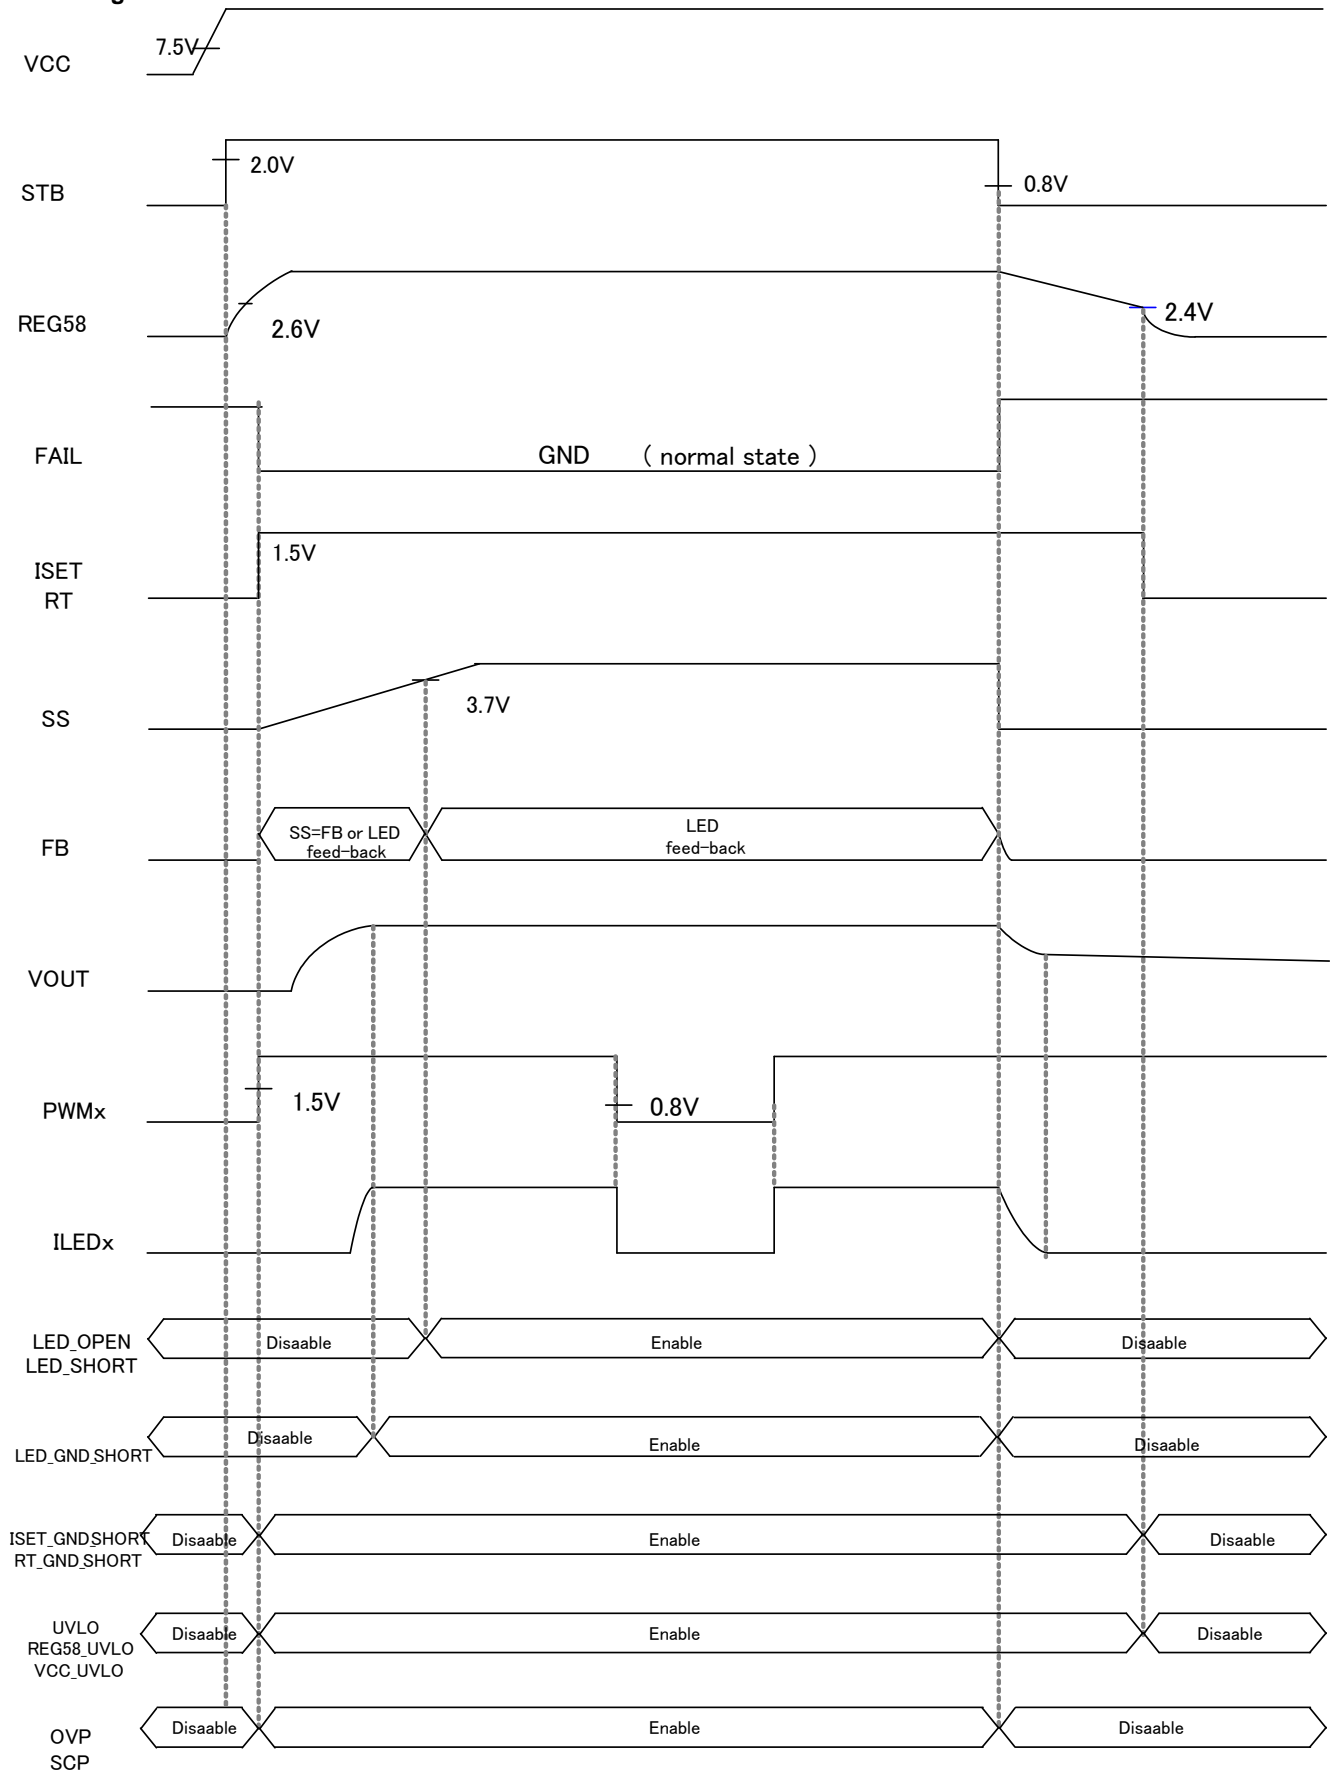 7.5V
VCC
2.0V
STB
0.8V
REG58
2.6V
2.4V
FAIL
GND ( normal state )
1.5V
ISET
RT
SS
3.7V
FB
SS=FB or LED
feed-back
LED
feed-back
VOUT
PWMx
1.5V
0.8V
ILEDx
LED_OPEN
LED_SHORT
Disaable
Enable
Disaable
LED_GND_SHORT
Disaable
Enable
Disaable
ISET_GND_SHORT
RT_GND_SHORT
Disaable
Enable
Disaable
UVLO
REG58_UVLO
VCC_UVLO
Disaable
Enable
Disaable
OVP
SCP
Disaable
Enable
Disaable